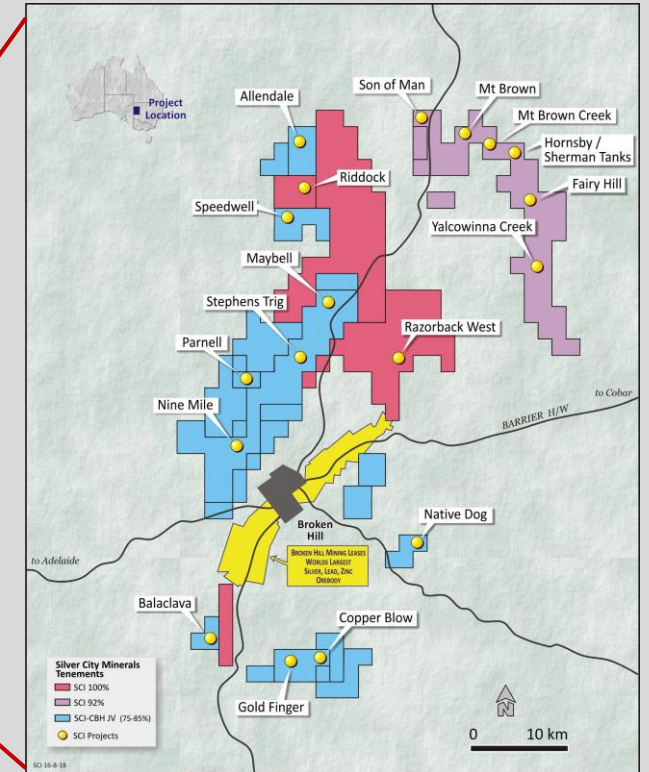 Project
Location
Allendale
Son of Man
Mt Brown
Mt Brown Creek
Hornsby /
Sherman Tanks
Riddock
Fairy Hill
Speedwell
Yalcowinna Creek
Maybell
Stephens Trig
Razorback West
Parnell
Nine Mile
to Cobar
BARRIER H/W
Broken
Hill
Native Dog
BROKEN HILL MINING LEASES
WORLDS LARGEST
SILVER, LEAD, ZINC
OREBODY
to Adelaide
Balaclava
Copper Blow
Gold Finger
Silver City Minerals
Tenements
SCI 100%
SCI 92%
SCI-CBH JV (75-85%)
SCI Projects
0 10 km
SCI 16-8-18